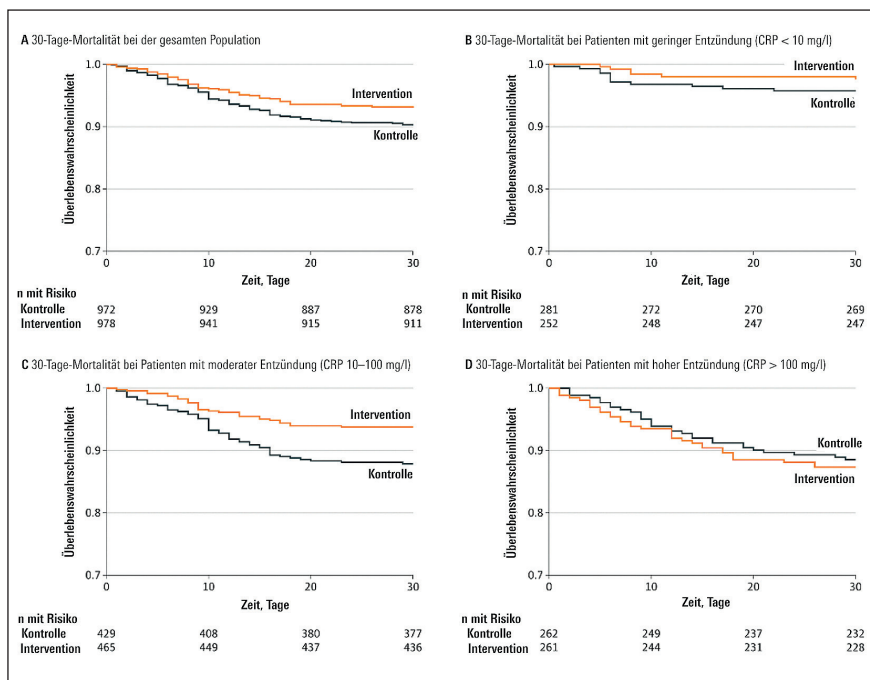 A 30-Tage-Mortalität bei der gesamten Population
Überlebenswahrscheinlichkeit
1.0
0.9
0.8
0.7
Intervention
Kontrolle
0 10 20 30
Zeit, Tage
n mit Risiko
Kontrolle 972 929 887 878
Intervention 978 941 915 911
B 30-Tage-Mortalität bei Patienten mit geringer Entzündung (CRP < 10 mg/l)
Überlebenswahrscheinlichkeit
1.0
0.9
0.8
0.7
Intervention
Kontrolle
0 10 20 30
Zeit, Tage
n mit Risiko
Kontrolle 281 272 270 269
Intervention 252 248 247 247
C 30-Tage-Mortalität bei Patienten mit moderater Entzündung (CRP 10–100 mg/l)
Überlebenswahrscheinlichkeit
1.0
0.9
0.8
0.7
Intervention
Kontrolle
0 10 20 30
Zeit, Tage
n mit Risiko
Kontrolle 429 408 380 377
Intervention 465 449 437 436
D 30-Tage-Mortalität bei Patienten mit hoher Entzündung (CRP > 100 mg/l)
Überlebenswahrscheinlichkeit
1.0
0.9
0.8
0.7
Kontrolle
Intervention
0 10 20 30
Zeit, Tage
n mit Risiko
Kontrolle 262 249 237 232
Intervention 261 244 231 228